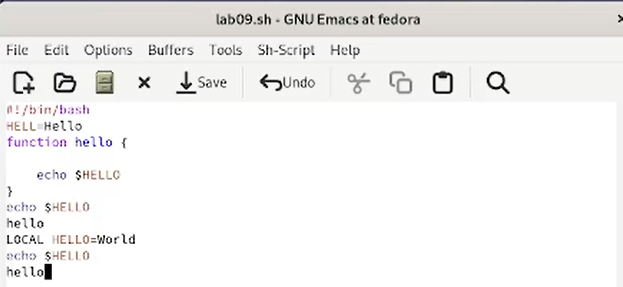 lab09.sh - GNU Emacs at fedora
File Edit Options Buffers Tools Sh-Script Help
Save Undo
#!/bin/bash
HELL=Hello
function hello {
    echo $HELLO
}
echo $HELLO
hello
LOCAL HELLO=World
echo $HELLO
hello